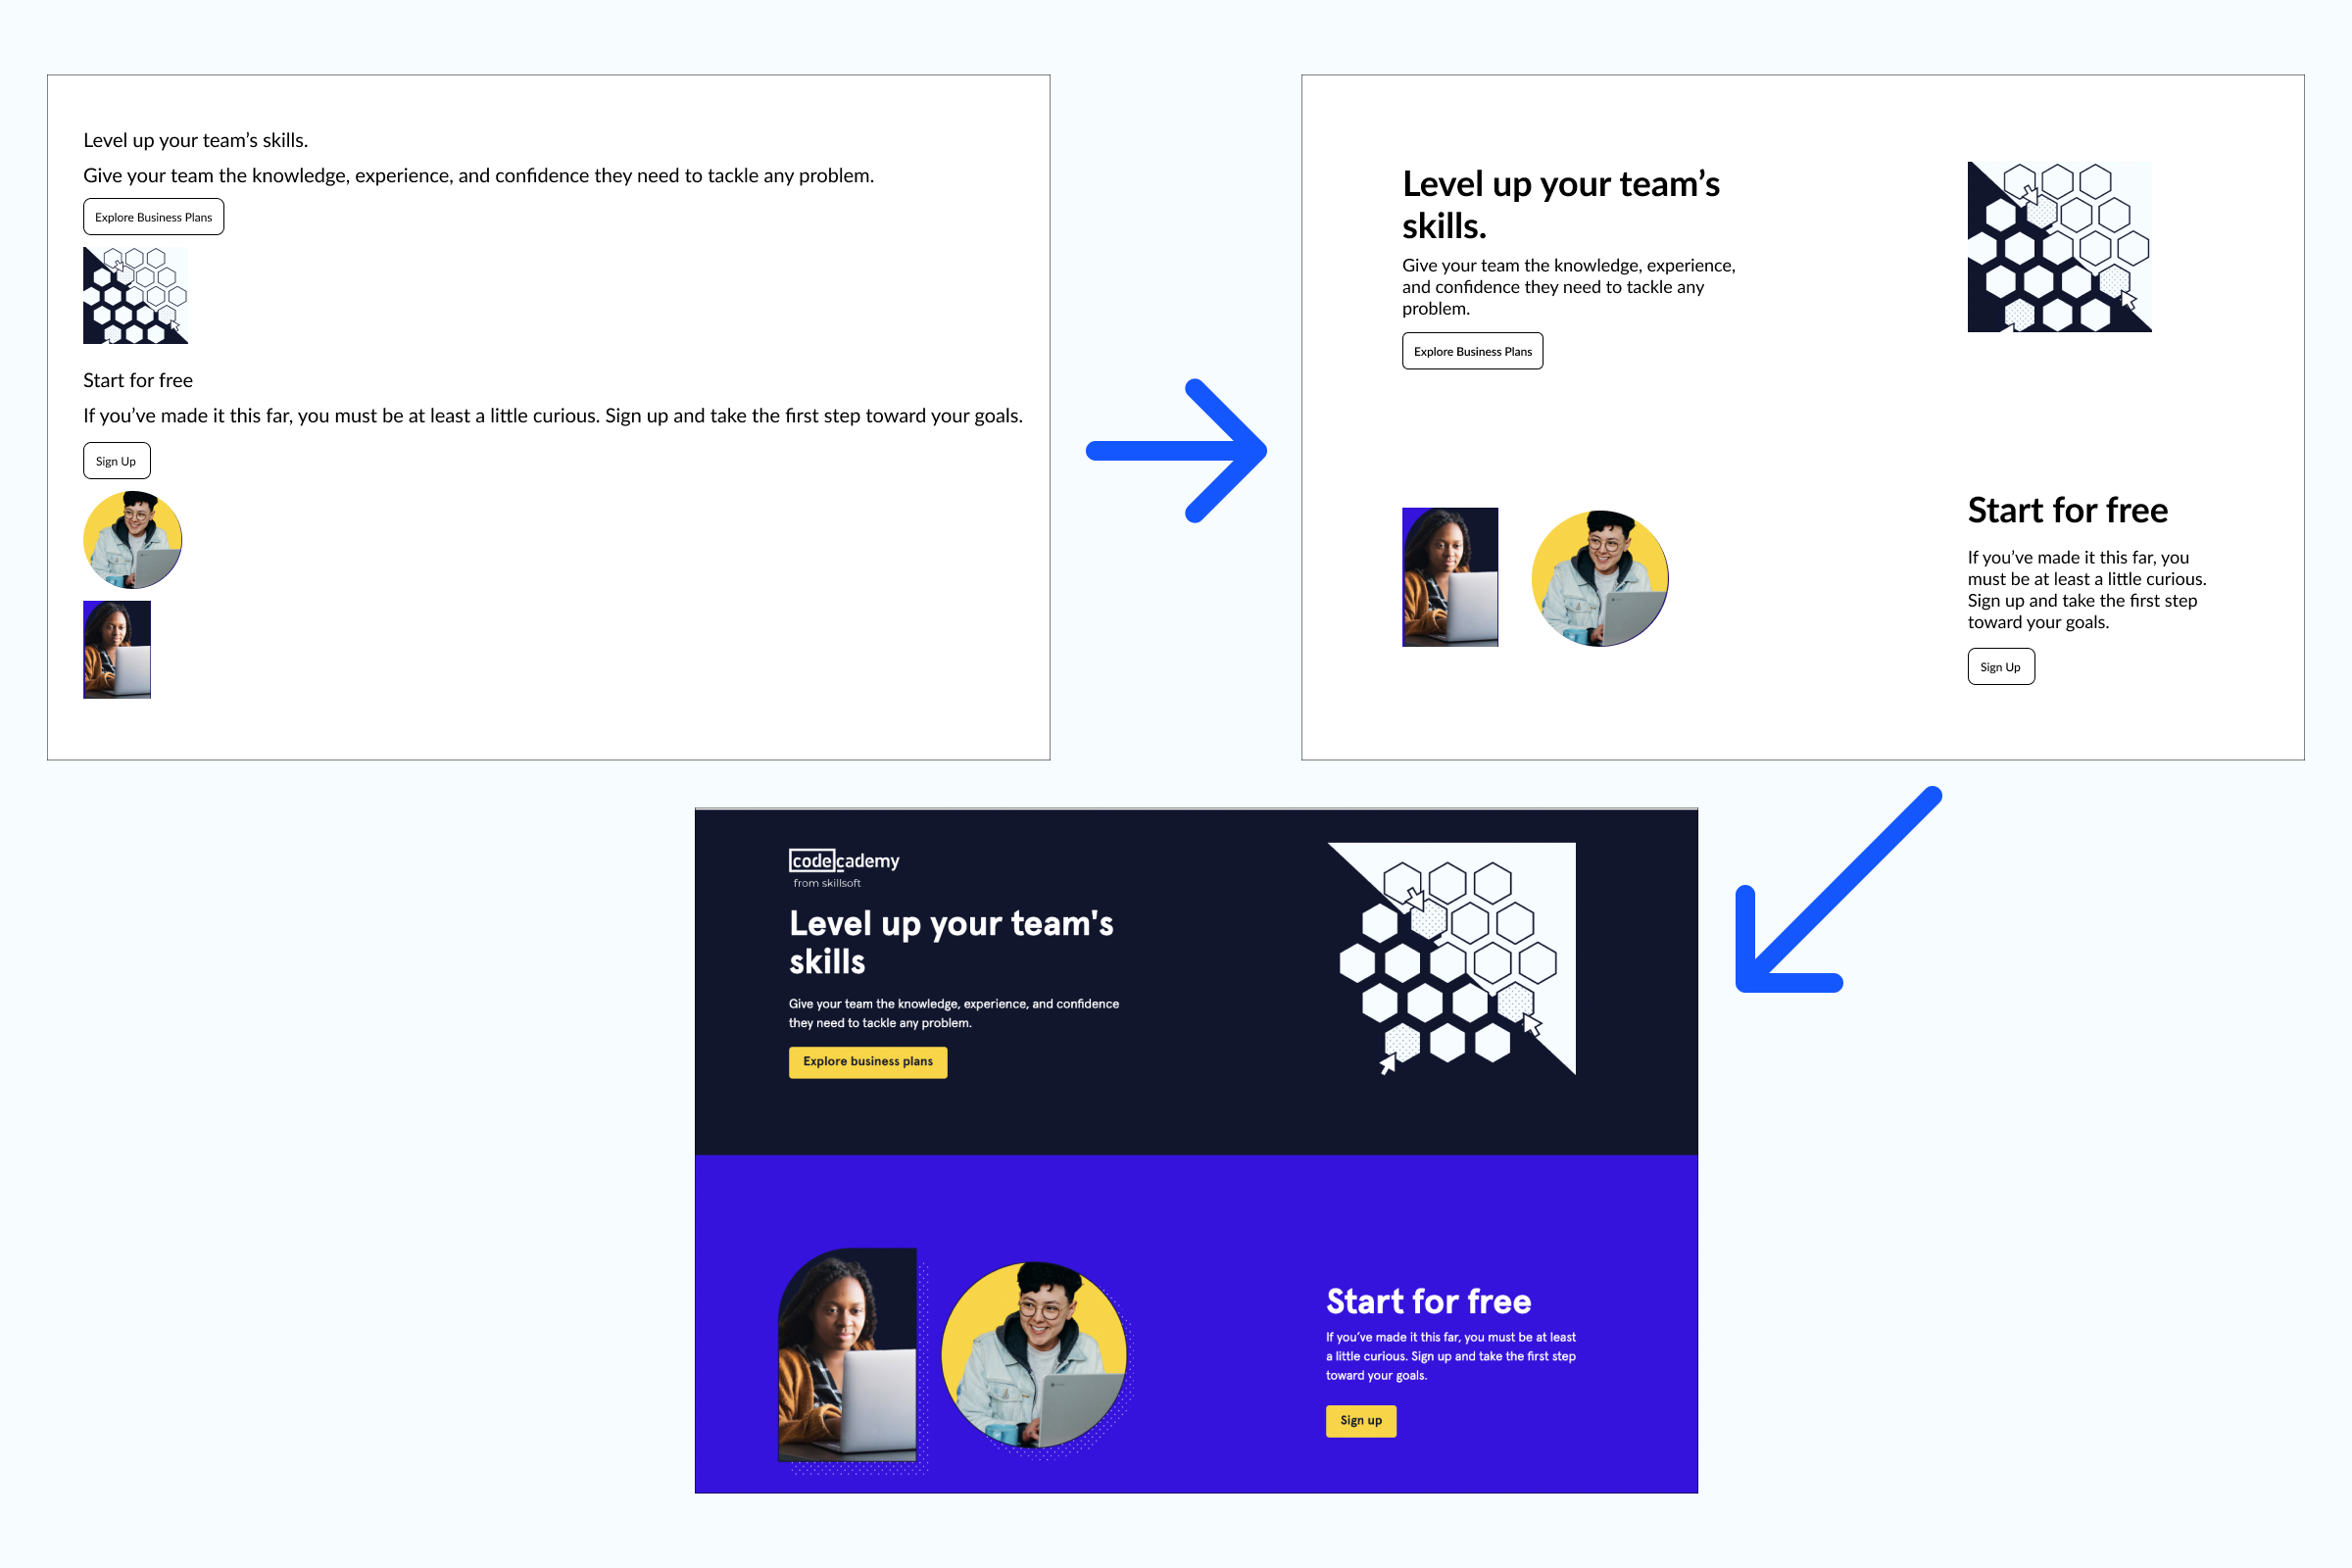 Level up your team’s skills.
Give your team the knowledge, experience, and confidence they need to tackle any problem.
Explore Business Plans
Start for free
If you’ve made it this far, you must be at least a little curious. Sign up and take the first step toward your goals.
Sign Up
Level up your team’s
skills.
Give your team the knowledge, experience,
and confidence they need to tackle any
problem.
Explore Business Plans
Start for free
If you’ve made it this far, you
must be at least a little curious.
Sign up and take the first step
toward your goals.
Sign Up
codecademy
from skillsoft
Level up your team's
skills
Give your team the knowledge, experience, and confidence
they need to tackle any problem.
Explore business plans
Start for free
If you’ve made it this far, you must be at least
a little curious. Sign up and take the first step
toward your goals.
Sign up